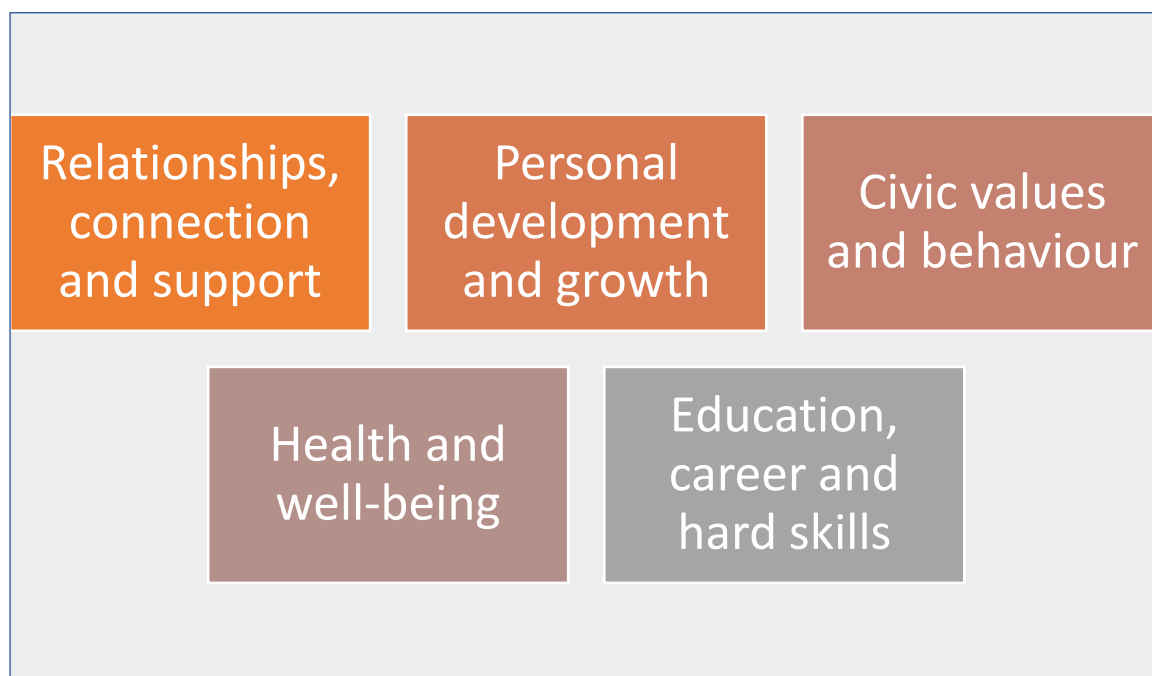 Relationships,
connection
and support
Personal
development
and growth
Civic values
and behaviour
Health and
well-being
Education,
career and
hard skills